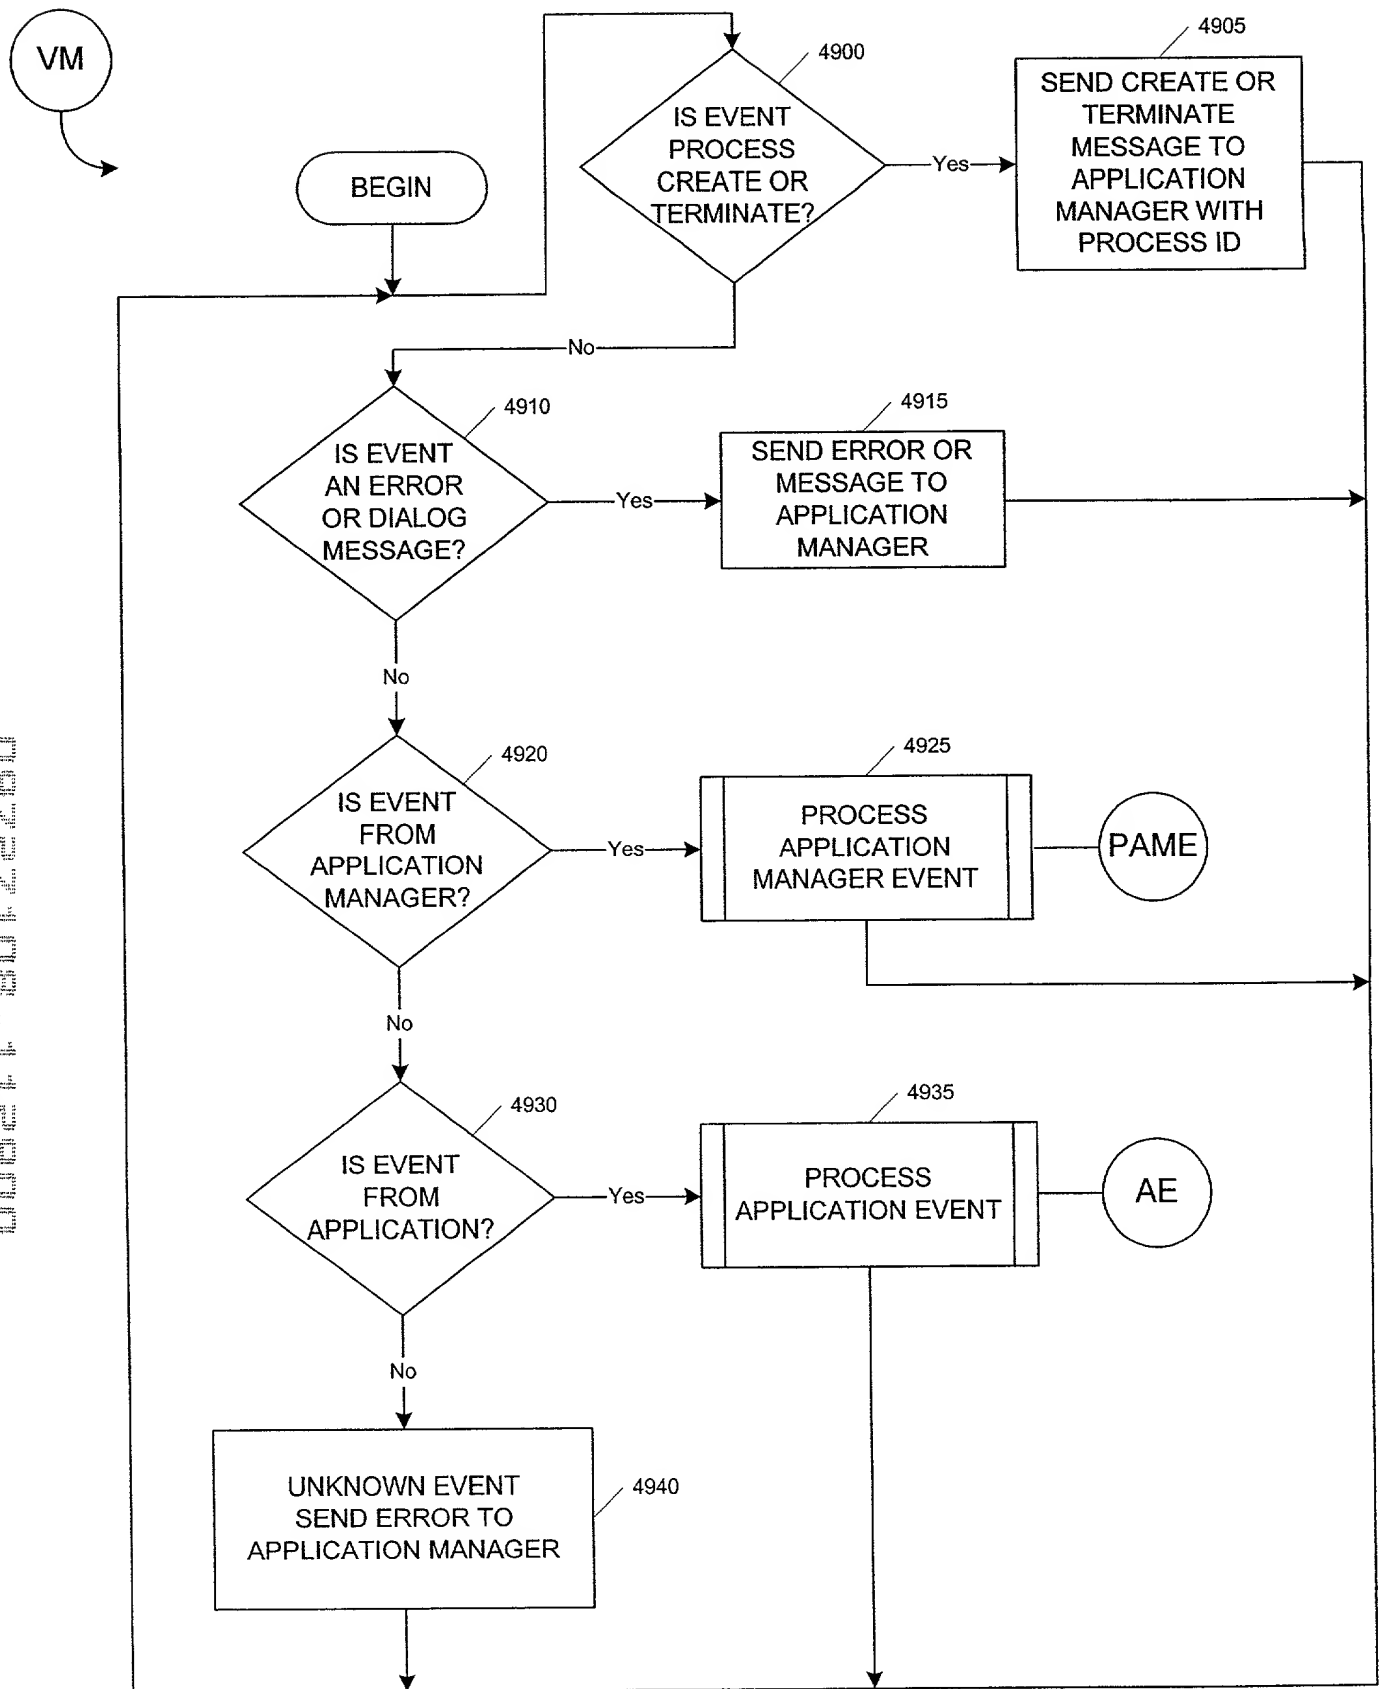 VM
BEGIN
4900
IS EVENT
PROCESS
CREATE OR
TERMINATE?
Yes
4905
SEND CREATE OR
TERMINATE
MESSAGE TO
APPLICATION
MANAGER WITH
PROCESS ID
No
4910
IS EVENT
AN ERROR
OR DIALOG
MESSAGE?
Yes
4915
SEND ERROR OR
MESSAGE TO
APPLICATION
MANAGER
No
4920
IS EVENT
FROM
APPLICATION
MANAGER?
Yes
4925
PROCESS
APPLICATION
MANAGER EVENT
PAME
No
4930
IS EVENT
FROM
APPLICATION?
Yes
4935
PROCESS
APPLICATION EVENT
AE
No
4940
UNKNOWN EVENT
SEND ERROR TO
APPLICATION MANAGER